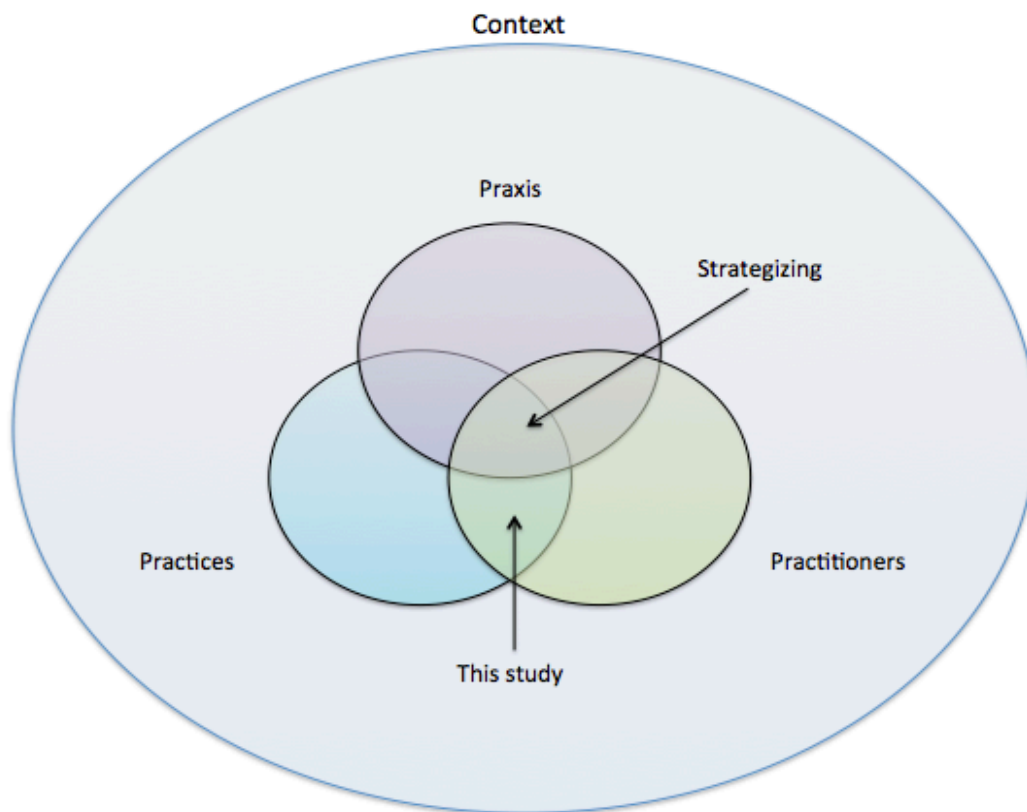 Context
Praxis
Strategizing
Practices
Practitioners
This study